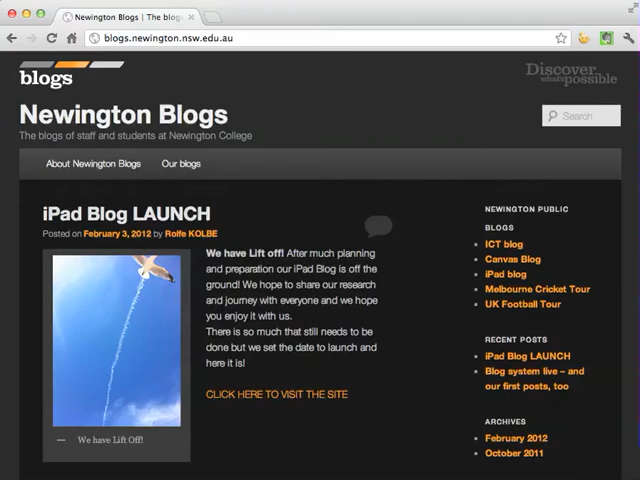 Newington Blogs | The blogs
blogs.newington.nsw.edu.au
blogs
Discover
what's possible
Newington Blogs
The blogs of staff and students at Newington College
Search
About Newington Blogs Our blogs
iPad Blog LAUNCH
Posted on February 3, 2012 by Rolfe KOLBE
We have Lift off! After much planning
and preparation our iPad Blog is off the
ground! We hope to share our research
and journey with everyone and we hope
you enjoy it with us.
There is so much that still needs to be
done but we set the date to launch and
here it is!
CLICK HERE TO VISIT THE SITE
— We have Lift Off!
NEWINGTON PUBLIC
BLOGS
ICT blog
Canvas Blog
iPad blog
Melbourne Cricket Tour
UK Football Tour
RECENT POSTS
iPad Blog LAUNCH
Blog system live – and
our first posts, too
ARCHIVES
February 2012
October 2011